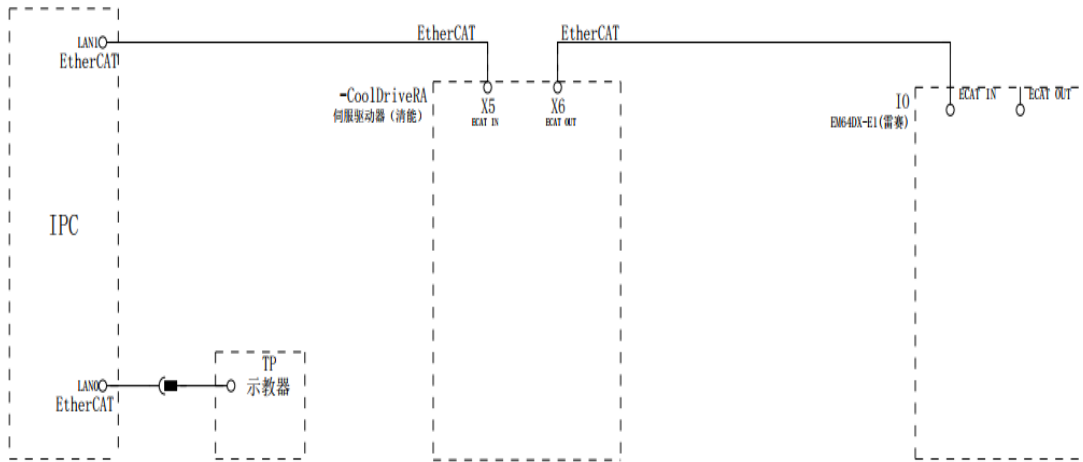 LAN1
EtherCAT
EtherCAT
EtherCAT
-CoolDriveRA
伺服驱动器（清能）
X5
ECAT IN
X6
ECAT OUT
IO
EM64DX-E1(雷赛)
ECAT IN
ECAT OUT
IPC
LAN0
EtherCAT
TP
示教器